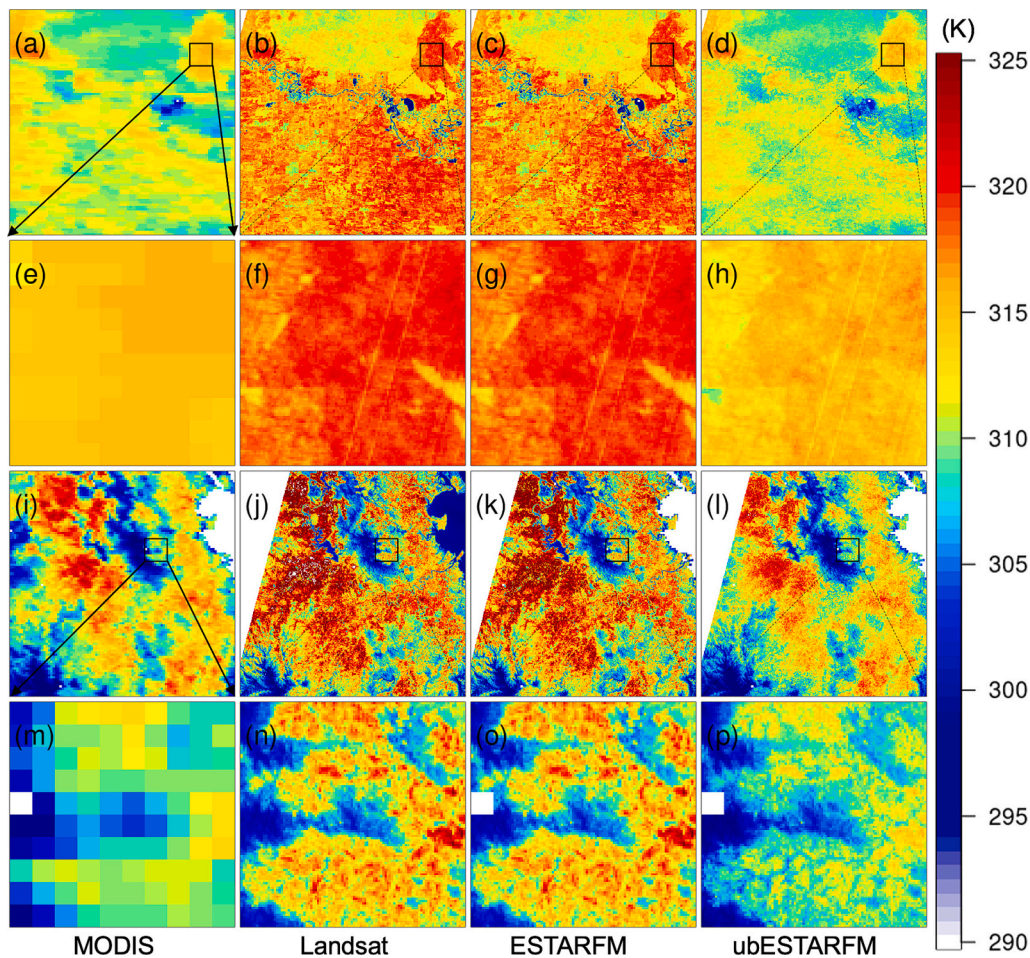 (a) (b) (c) (d) (K)
325
320
(e) (f) (g) (h)
315
310
(i) (j) (k) (l)
305
300
(m) (n) (o) (p)
295
290
MODIS Landsat ESTARFM ubESTARFM